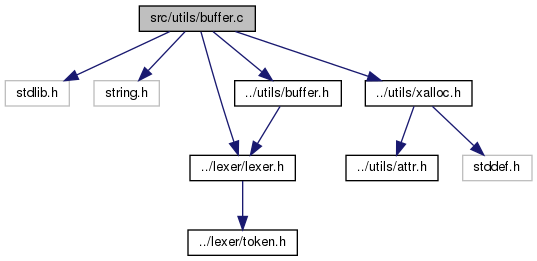 src/utils/buffer.c
stdlib.h
string.h
../utils/buffer.h
../utils/xalloc.h
../lexer/lexer.h
../utils/attr.h
stddef.h
../lexer/token.h